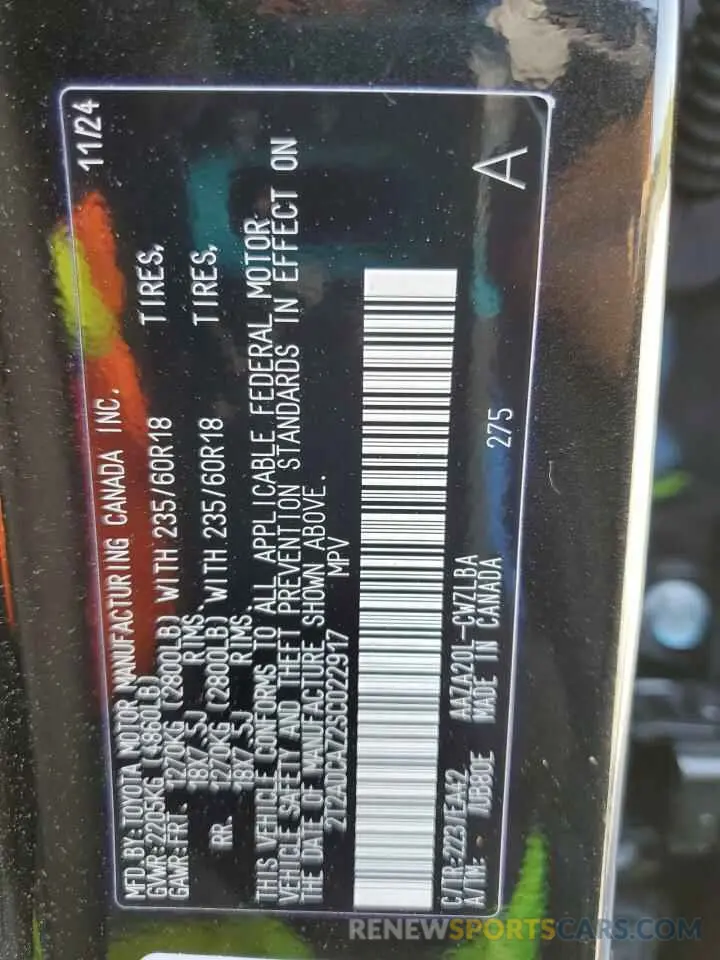 MFD. BY: TOYOTA MOTOR MANUFACTURING CANADA INC. 11/24
GVWR: 2205KG (4860LB)
GAWR: FRT. 1270KG (2800LB) WITH 235/60R18 TIRES,
18X7.5J RIMS.
RR. 1270KG (2800LB) WITH 235/60R18 TIRES,
18X7.5J RIMS.
THIS VEHICLE CONFORMS TO ALL APPLICABLE FEDERAL MOTOR
VEHICLE SAFETY AND THEFT PREVENTION STANDARDS IN EFFECT ON
THE DATE OF MANUFACTURE SHOWN ABOVE.
2T2ADCAZ2SC022917 MPV
C/TR: 223/EA42 AAZA20L-CWZLBA
A/TM: - /UB80E MADE IN CANADA 275 A
RENEWSPORTSCARS.COM